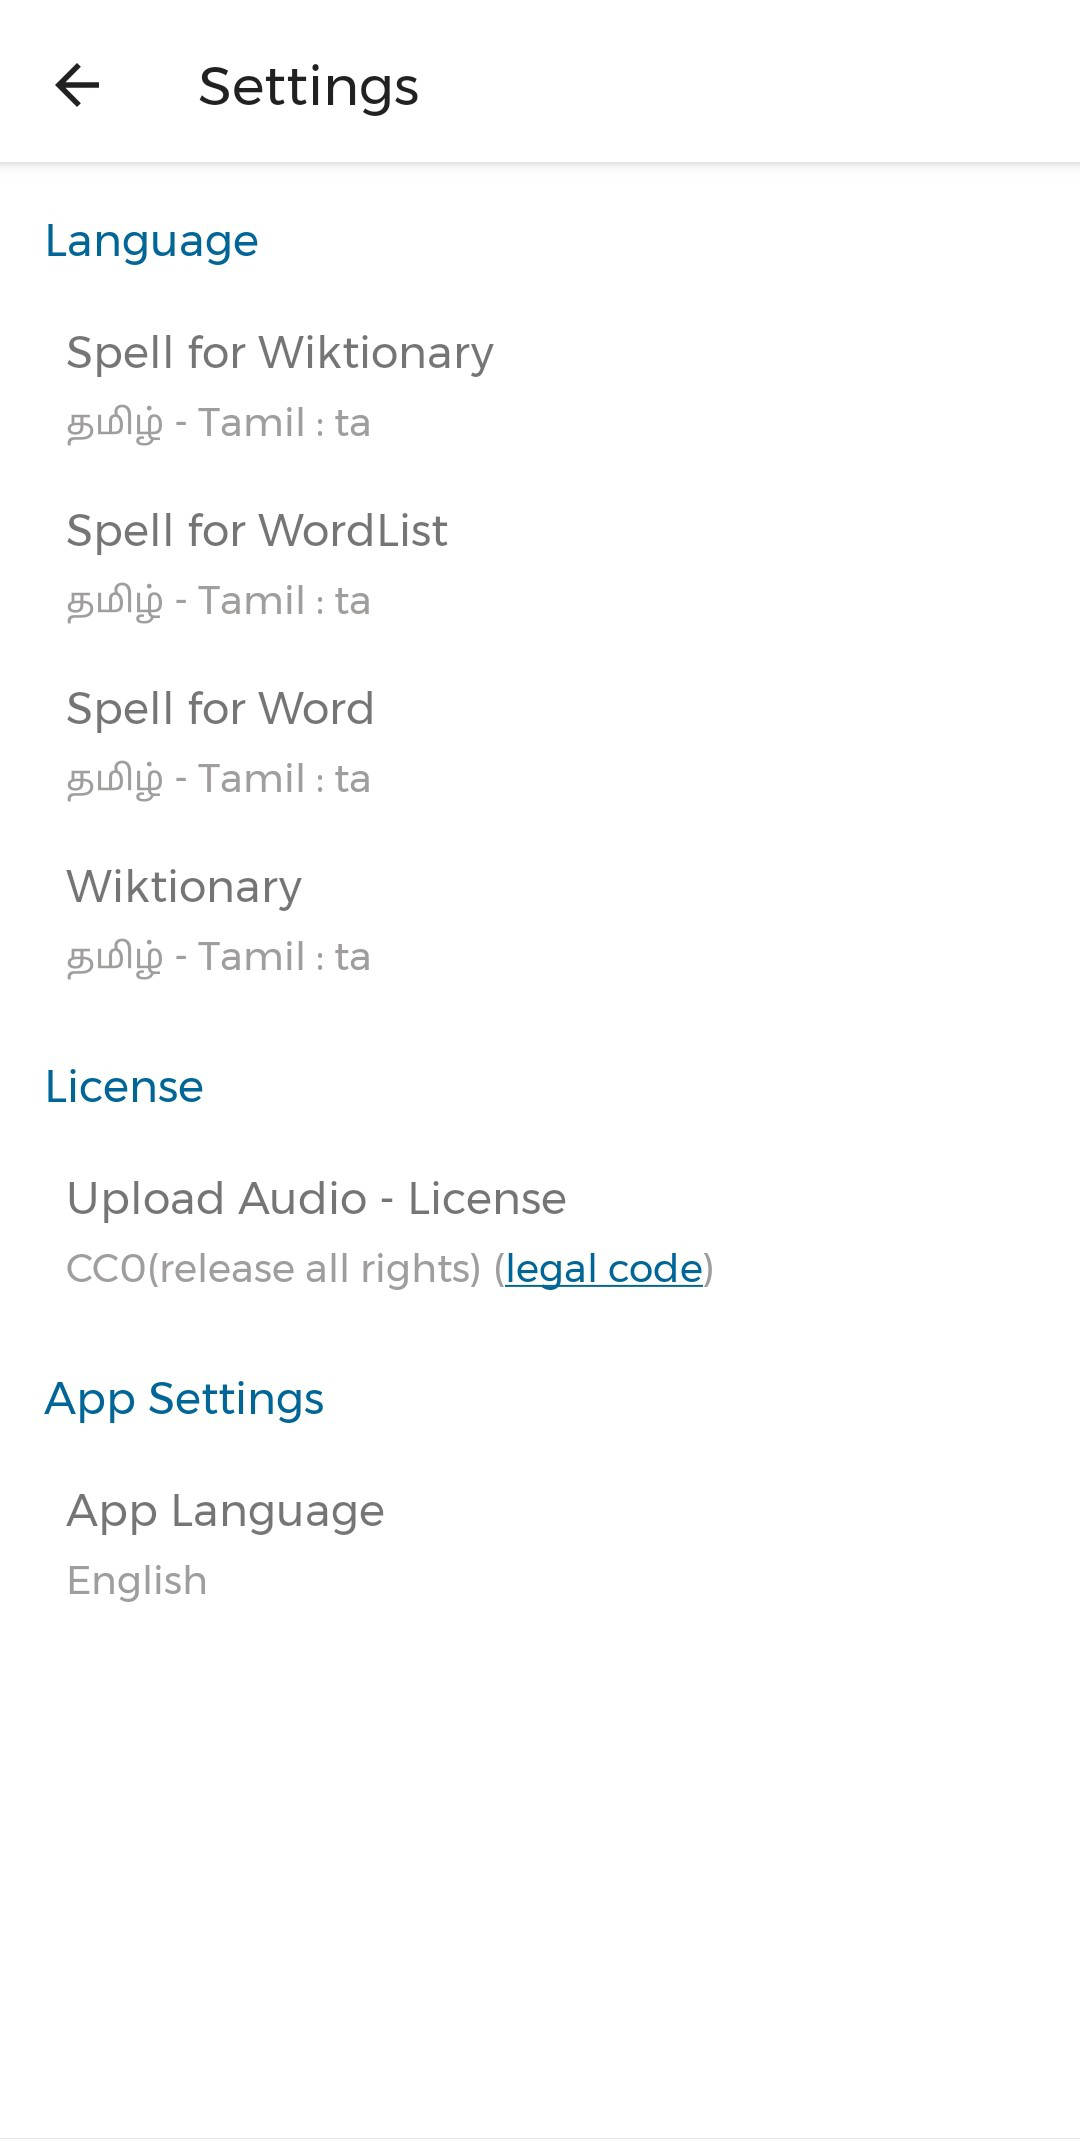 Settings
Language
Spell for Wiktionary
தமிழ் - Tamil : ta
Spell for WordList
தமிழ் - Tamil : ta
Spell for Word
தமிழ் - Tamil : ta
Wiktionary
தமிழ் - Tamil : ta
License
Upload Audio - License
CC0(release all rights) (legal code)
App Settings
App Language
English